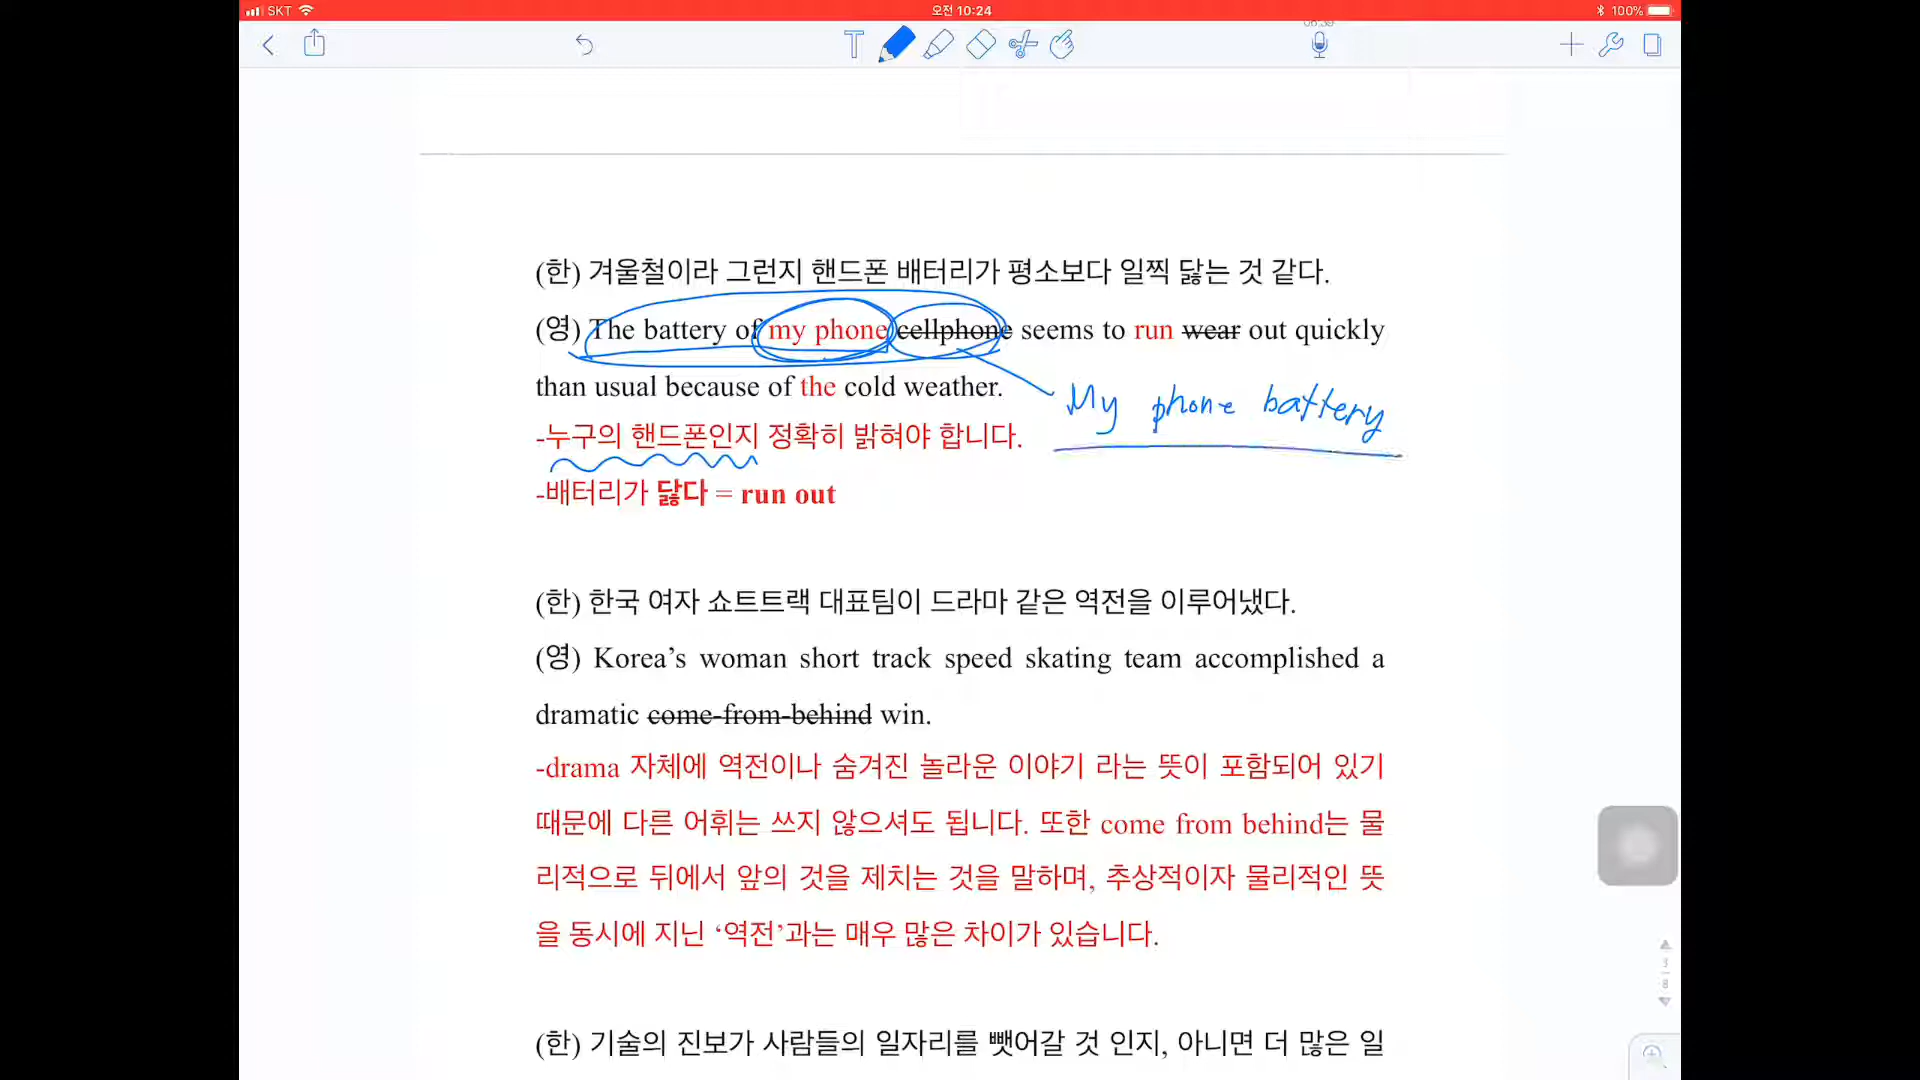 SKT 오전 10:24 100%
(한) 겨울철이라 그런지 핸드폰 배터리가 평소보다 일찍 닳는 것 같다.
(영) The battery of my phone cellphone seems to run wear out quickly
than usual because of the cold weather.
My phone battery
-누구의 핸드폰인지 정확히 밝혀야 합니다.
-배터리가 닳다 = run out
(한) 한국 여자 쇼트트랙 대표팀이 드라마 같은 역전을 이루어냈다.
(영) Korea’s woman short track speed skating team accomplished a
dramatic come-from-behind win.
-drama 자체에 역전이나 숨겨진 놀라운 이야기 라는 뜻이 포함되어 있기
때문에 다른 어휘는 쓰지 않으셔도 됩니다. 또한 come from behind는 물
리적으로 뒤에서 앞의 것을 제치는 것을 말하며, 추상적이자 물리적인 뜻
을 동시에 지닌 ‘역전’과는 매우 많은 차이가 있습니다.
3
8
(한) 기술의 진보가 사람들의 일자리를 뺏어갈 것 인지, 아니면 더 많은 일